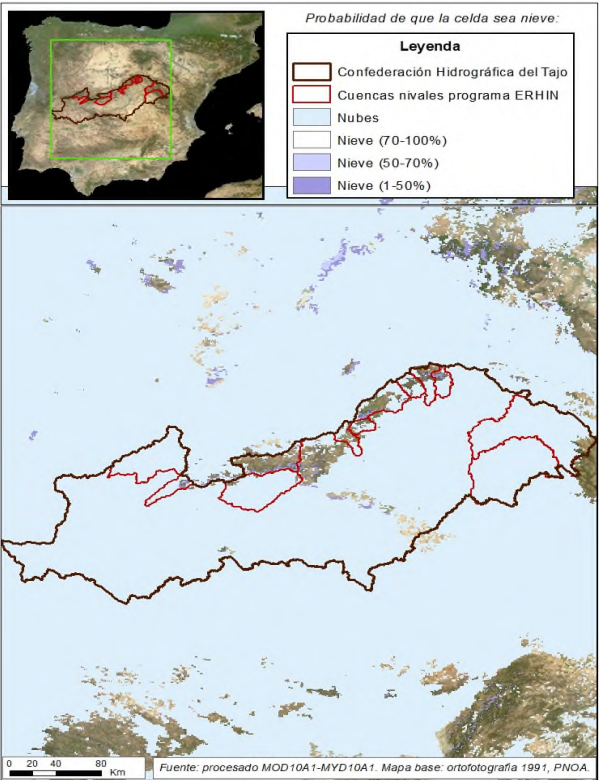 Probabilidad de que la celda sea nieve:
Leyenda
Confederación Hidrográfica del Tajo
Cuencas nivales programa ERHIN
Nubes
Nieve (70-100%)
Nieve (50-70%)
Nieve (1-50%)
0 20 40 80
Km
Fuente: procesado MOD10A1-MYD10A1. Mapa base: ortofotografía 1991, PNOA.